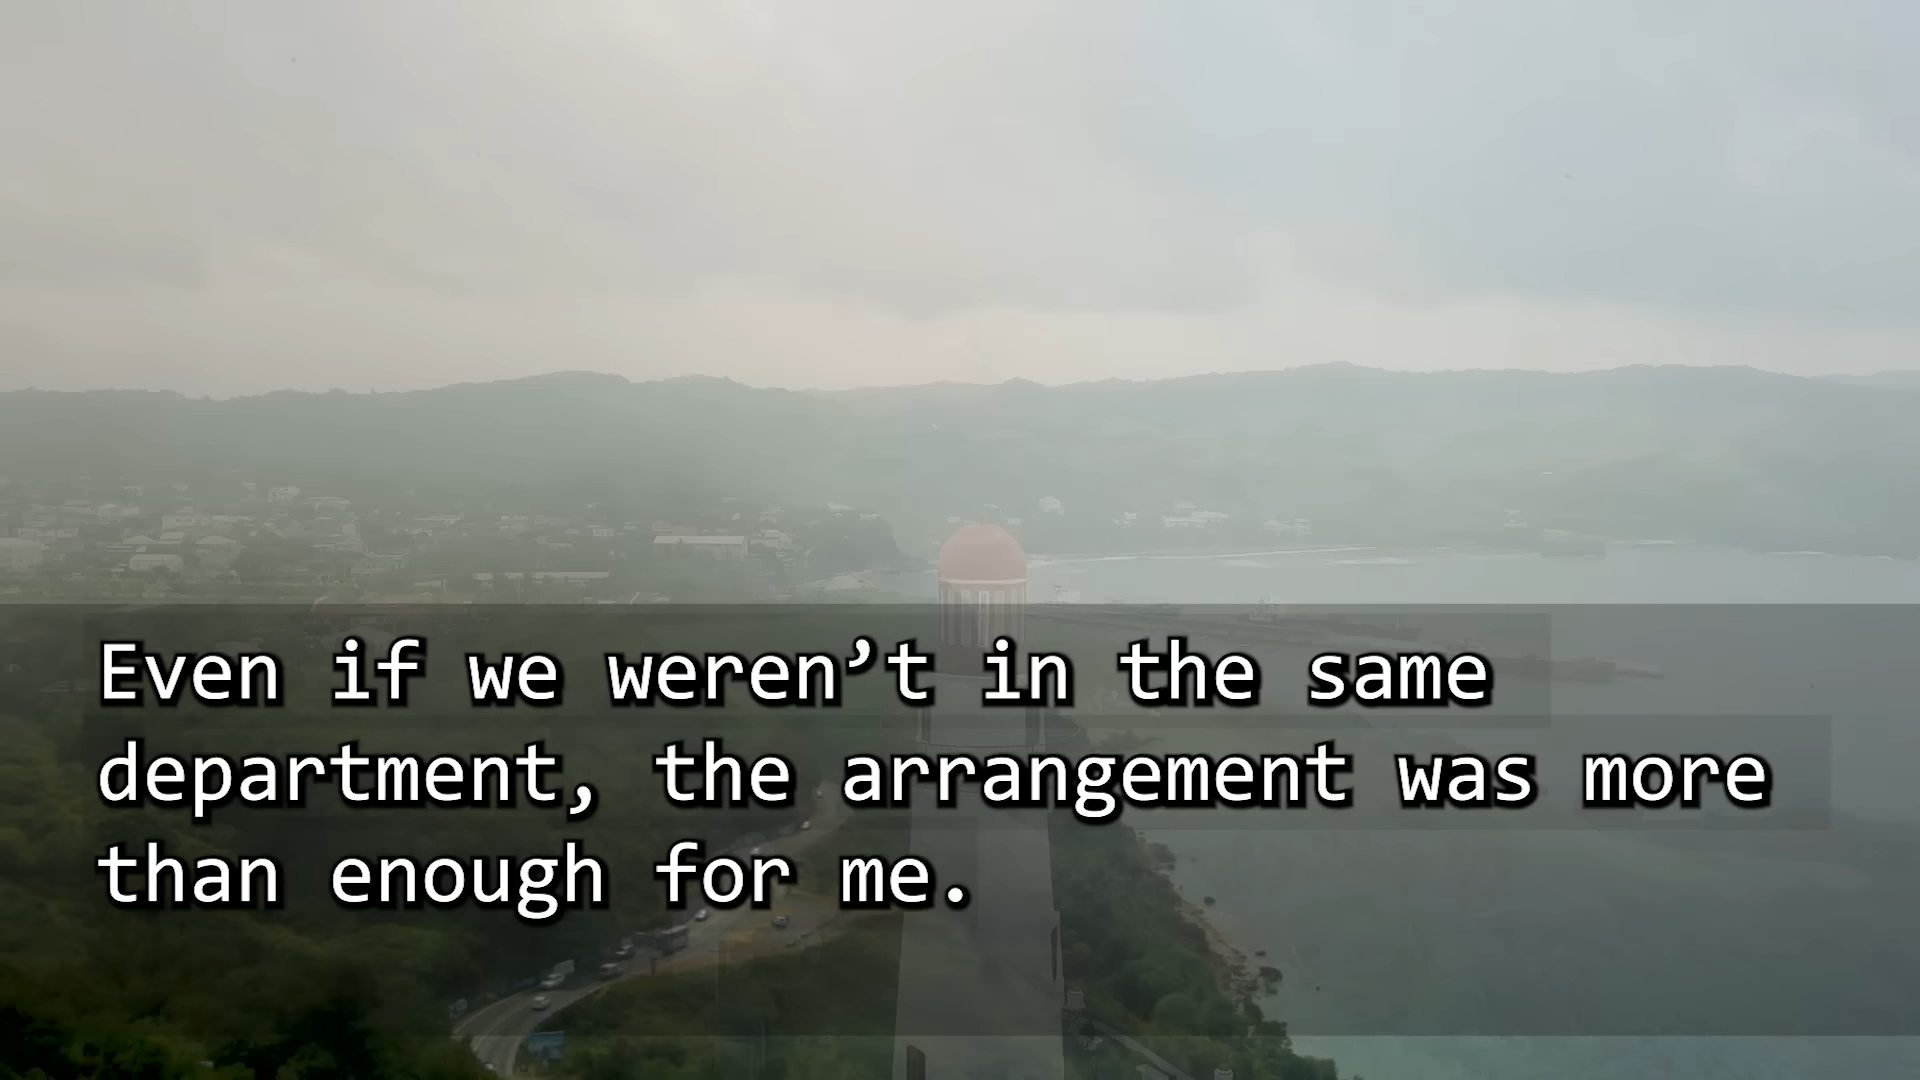 Even if we weren’t in the same
department, the arrangement was more
than enough for me.